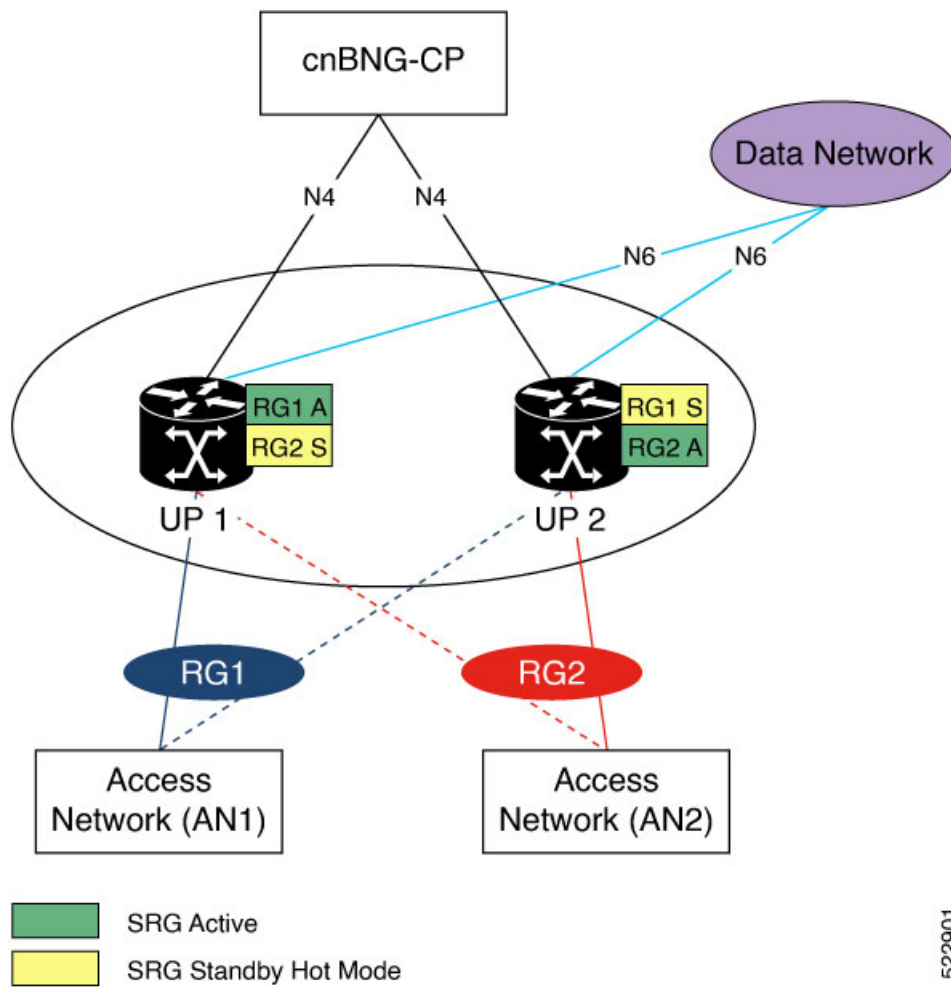 cnBNG-CP
Data Network
N4
N4
N6
N6
RG1 A
RG2 S
RG1 S
RG2 A
UP 1
UP 2
RG1
RG2
Access
Network (AN1)
Access
Network (AN2)
SRG Active
SRG Standby Hot Mode
522901